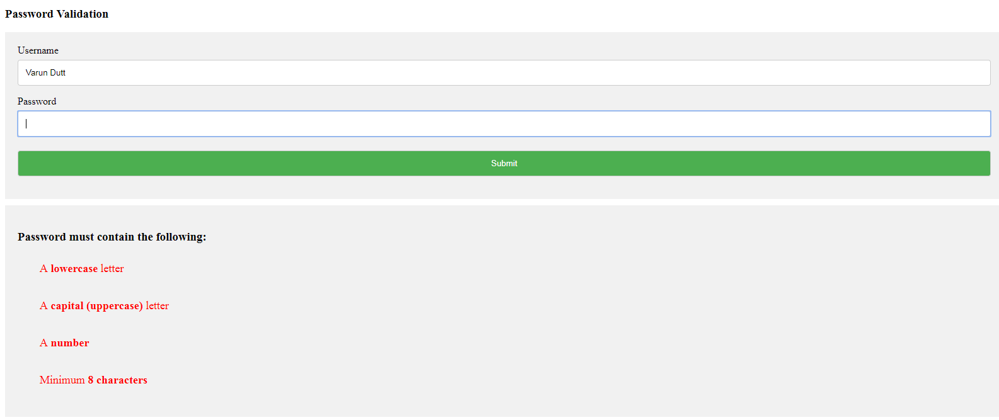 Password Validation
Username
Varun Dutt
Password
Submit
Password must contain the following:
A lowercase letter
A capital (uppercase) letter
A number
Minimum 8 characters